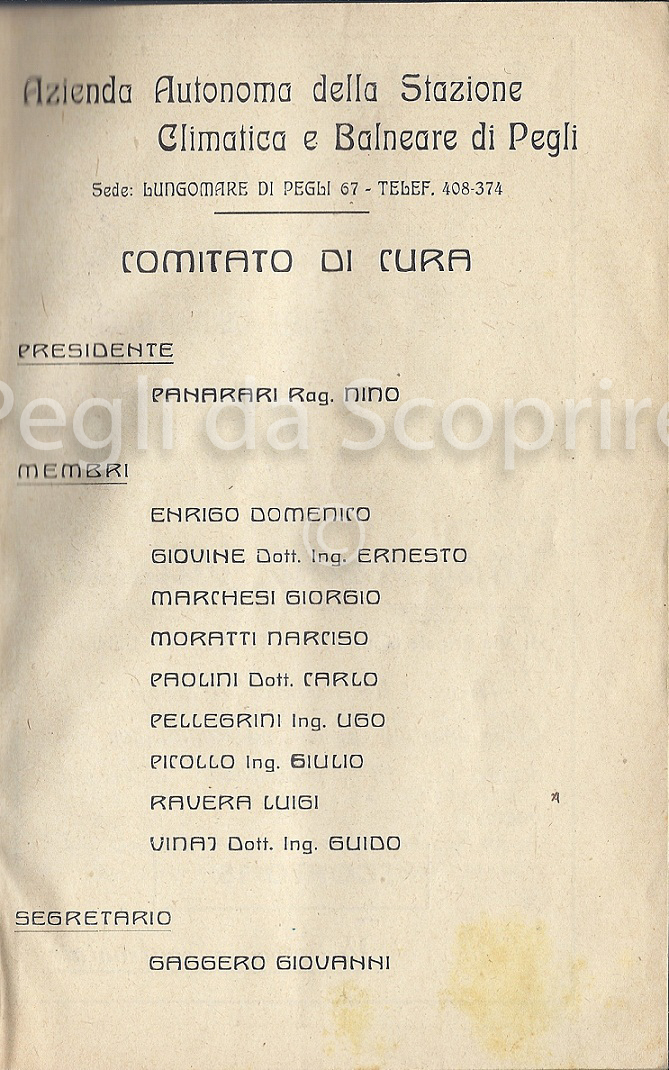 Azienda Autonoma della Stazione
Climatica e Balneare di Pegli
Sede: LUNGOMARE DI PEGLI 67 - TELEF. 408-374
COMITATO DI CURA
PRESIDENTE
PANARARI Rag. NINO
Pegli da Scoprire
MEMBRI
ENRIGO DOMENICO
©
GIOVINE Dott. Ing. ERNESTO
MARCHESI GIORGIO
MORATTI NARCISO
PAOLINI Dott. CARLO
PELLEGRINI Ing. UGO
PICOLLO Ing. GIULIO
RAVERA LUIGI
VINAJ Dott. Ing. GUIDO
SEGRETARIO
GAGGERO GIOVANNI